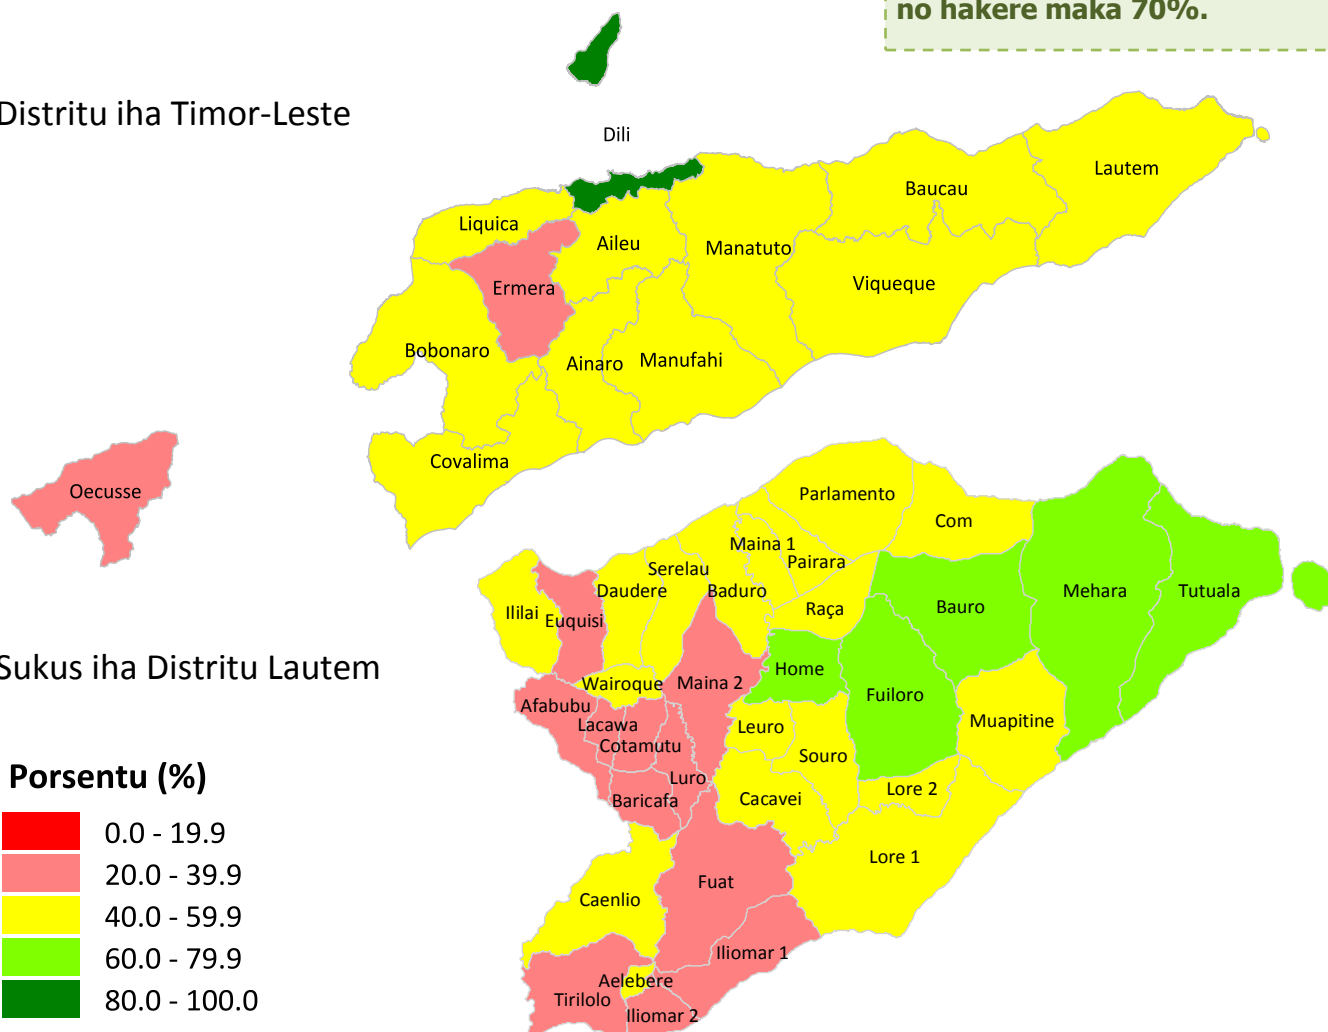 no hakere maka 70%.
Distritu iha Timor-Leste
Dili
Lautem
Baucau
Liquica
Aileu
Manatuto
Viqueque
Ermera
Bobonaro
Ainaro
Manufahi
Covalima
Oecusse
Parlamento
Com
Maina 1
Pairara
Serelau
Daudere
Baduro
Mehara
Tutuala
Ililai
Euquisi
Raça
Bauro
Sukus iha Distritu Lautem
Home
Wairoque
Maina 2
Fuiloro
Afabubu
Lacawa
Muapitine
Leuro
Cotamutu
Souro
Luro
Lore 2
Baricafa
Cacavei
Lore 1
Fuat
Caenlio
Iliomar 1
Aelebere
Tirilolo
Iliomar 2
Porsentu (%)
0.0 - 19.9
20.0 - 39.9
40.0 - 59.9
60.0 - 79.9
80.0 - 100.0